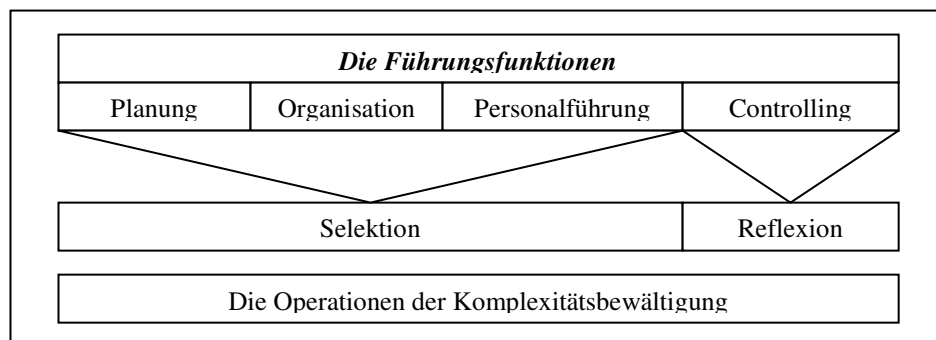 Die Führungsfunktionen
Planung Organisation Personalführung Controlling
Selektion Reflexion
Die Operationen der Komplexitätsbewältigung